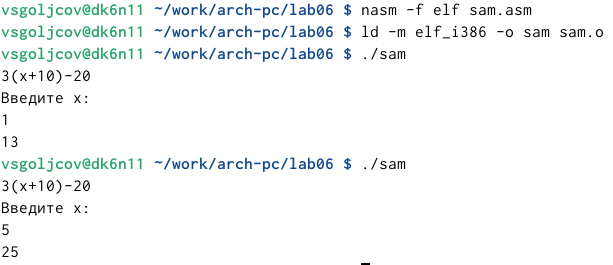 vsgoljcov@dk6n11 ~/work/arch-pc/lab06 $ nasm -f elf sam.asm
vsgoljcov@dk6n11 ~/work/arch-pc/lab06 $ ld -m elf_i386 -o sam sam.o
vsgoljcov@dk6n11 ~/work/arch-pc/lab06 $ ./sam
3(x+10)-20
Введите x:
1
13
vsgoljcov@dk6n11 ~/work/arch-pc/lab06 $ ./sam
3(x+10)-20
Введите x:
5
25